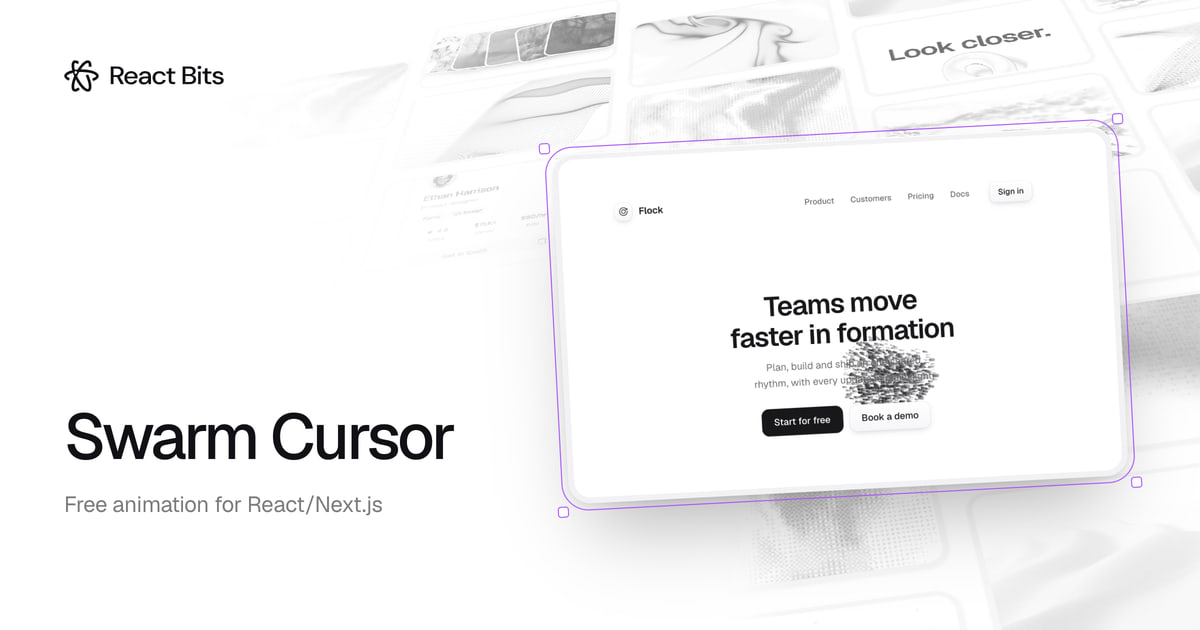 React Bits
Look closer.
Ethan Harrison
Flock
Product
Customers
Pricing
Docs
Sign in
Teams move
faster in formation
Plan, build and ship
rhythm, with every
Start for free
Book a demo
Swarm Cursor
Free animation for React/Next.js